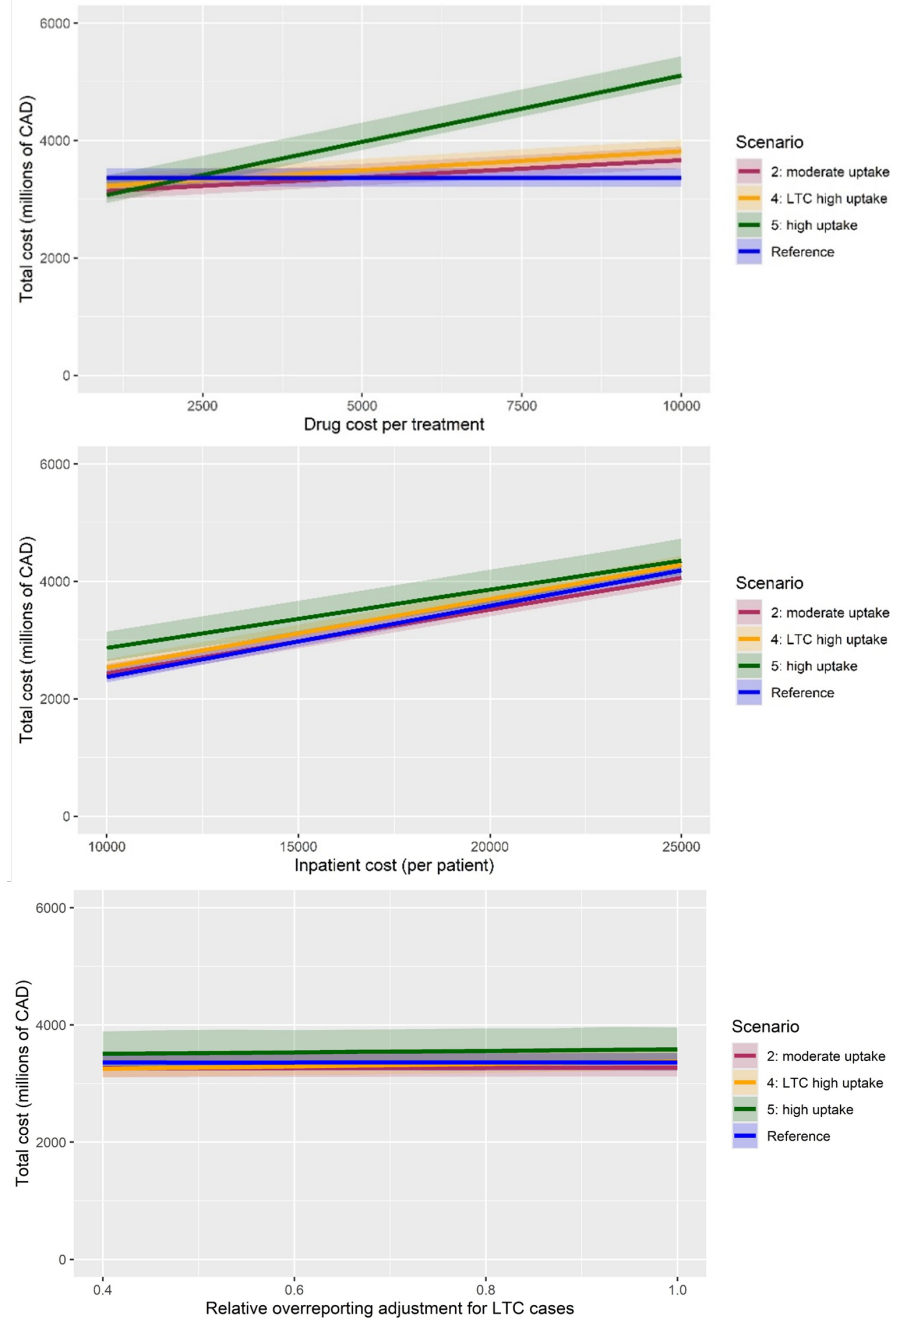 6000
4000
2000
0
Total cost (millions of CAD)
2500 5000 7500 10000
Drug cost per treatment
Scenario
2: moderate uptake
4: LTC high uptake
5: high uptake
Reference
6000
4000
2000
0
Total cost (millions of CAD)
10000 15000 20000 25000
Inpatient cost (per patient)
Scenario
2: moderate uptake
4: LTC high uptake
5: high uptake
Reference
6000
4000
2000
0
Total cost (millions of CAD)
0.4 0.6 0.8 1.0
Relative overreporting adjustment for LTC cases
Scenario
2: moderate uptake
4: LTC high uptake
5: high uptake
Reference